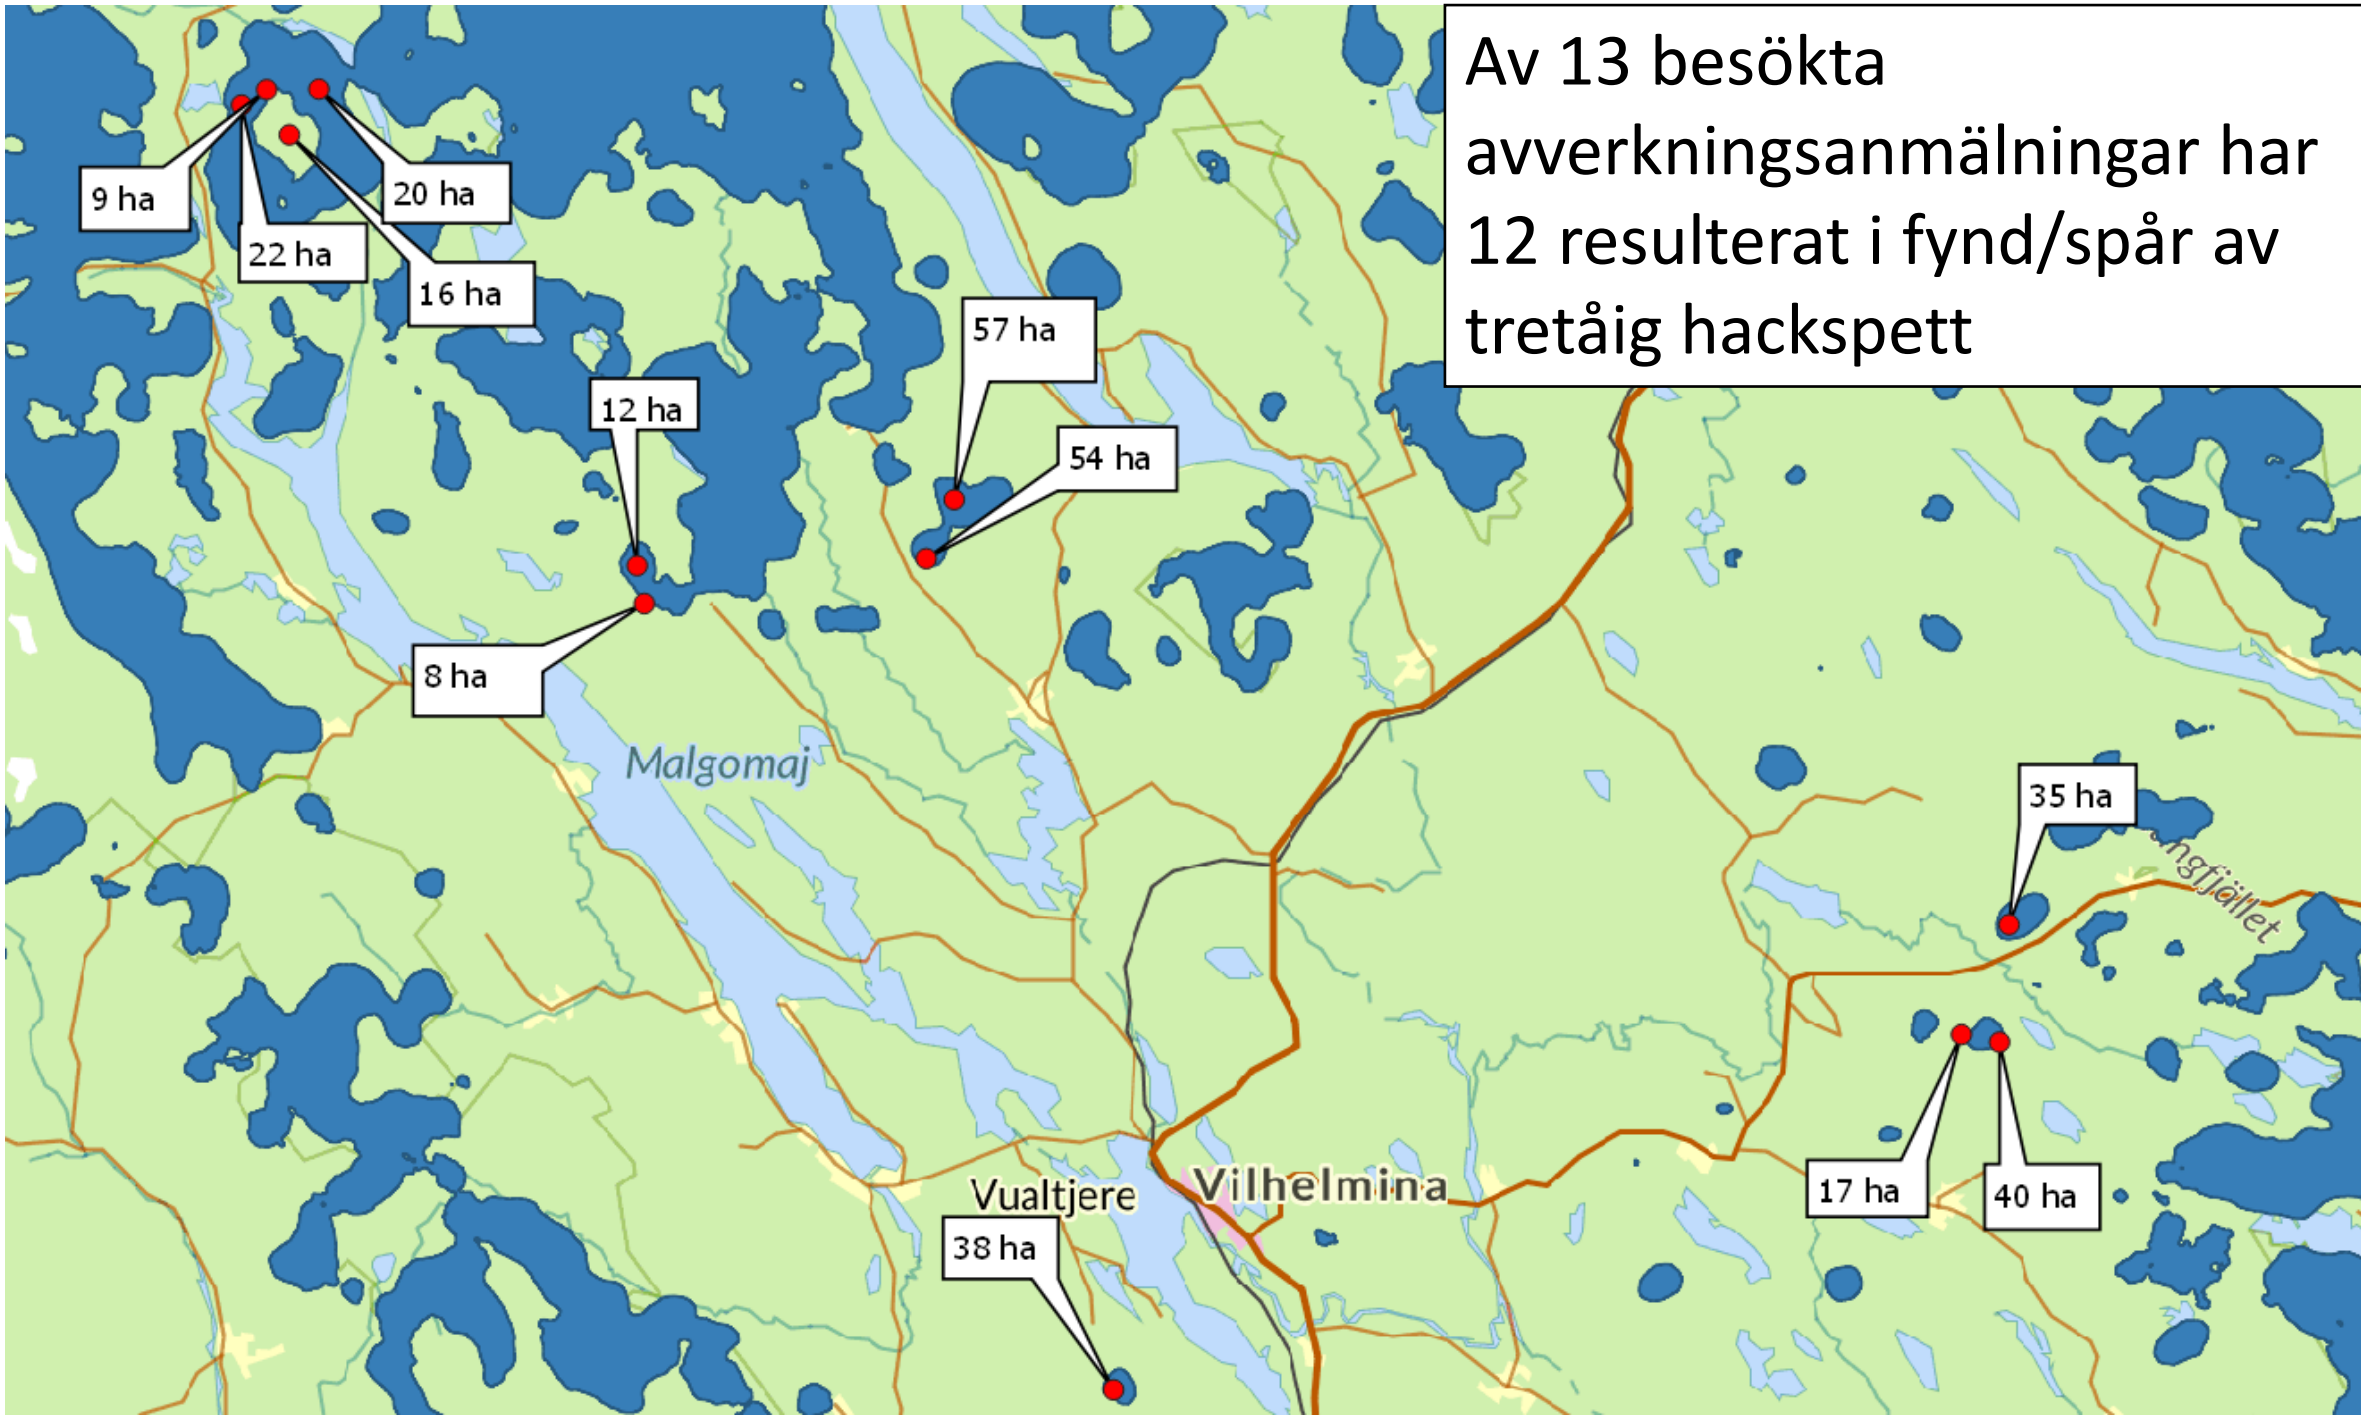 Av 13 besökta
avverkningsanmälningar har
12 resulterat i fynd/spår av
tretåig hackspett
9 ha
20 ha
22 ha
16 ha
57 ha
12 ha
54 ha
8 ha
Malgomaj
35 ha
ngfjället
Vualtjere
Vilhelmina
17 ha
40 ha
38 ha